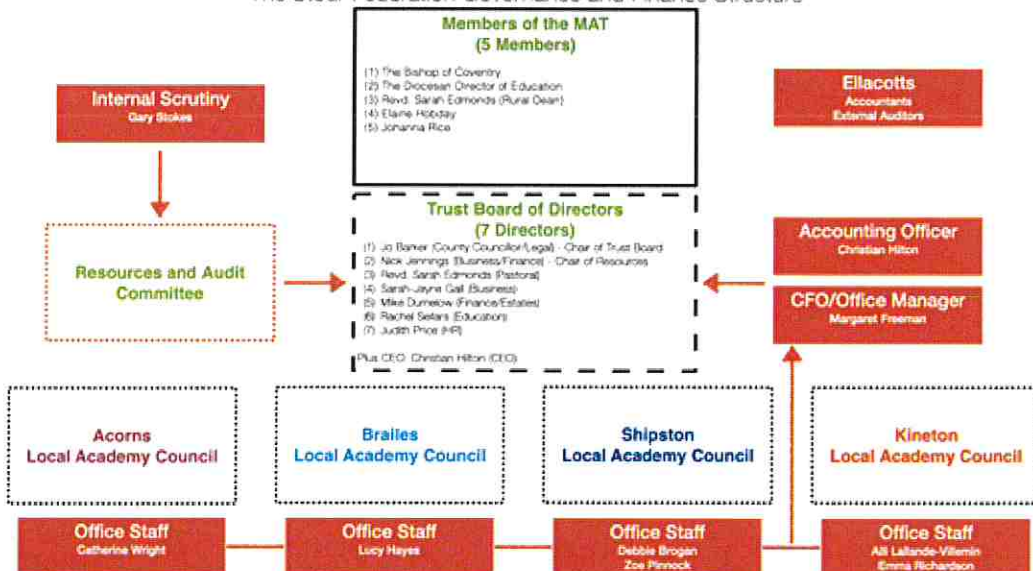 Members of the MAT
(5 Members)
(1) The Bishop of Coventry
(2) The Diocesan Director of Education
(3) Revd. Sarah Edmonds (Rural Dean)
(4) Elaine Hobday
(5) Johanna Rice
Internal Scrutiny
Gary Stokes
Ellacotts
Accountants
External Auditors
Trust Board of Directors
(7 Directors)
(1) Jo Barker (County Councillor/Legal) - Chair of Trust Board
(2) Nick Jennings (Business/Finance) - Chair of Resources
(3) Revd. Sarah Edmonds (Pastoral)
(4) Sarah-Jayne Gall (Business)
(5) Mike Dumelow (Finance/Estates)
(6) Rachel Sellars (Education)
(7) Judith Price (HR)
Plus CEO: Christian Hilton (CEO)
Resources and Audit
Committee
Accounting Officer
Christian Hilton
CFO/Office Manager
Margaret Freeman
Acorns
Local Academy Council
Brailes
Local Academy Council
Shipston
Local Academy Council
Kineton
Local Academy Council
Office Staff
Catherine Wright
Office Staff
Lucy Hayes
Office Staff
Debbie Brogan
Zoe Pinnock
Office Staff
Alli Lallande-Villemin
Emma Richardson